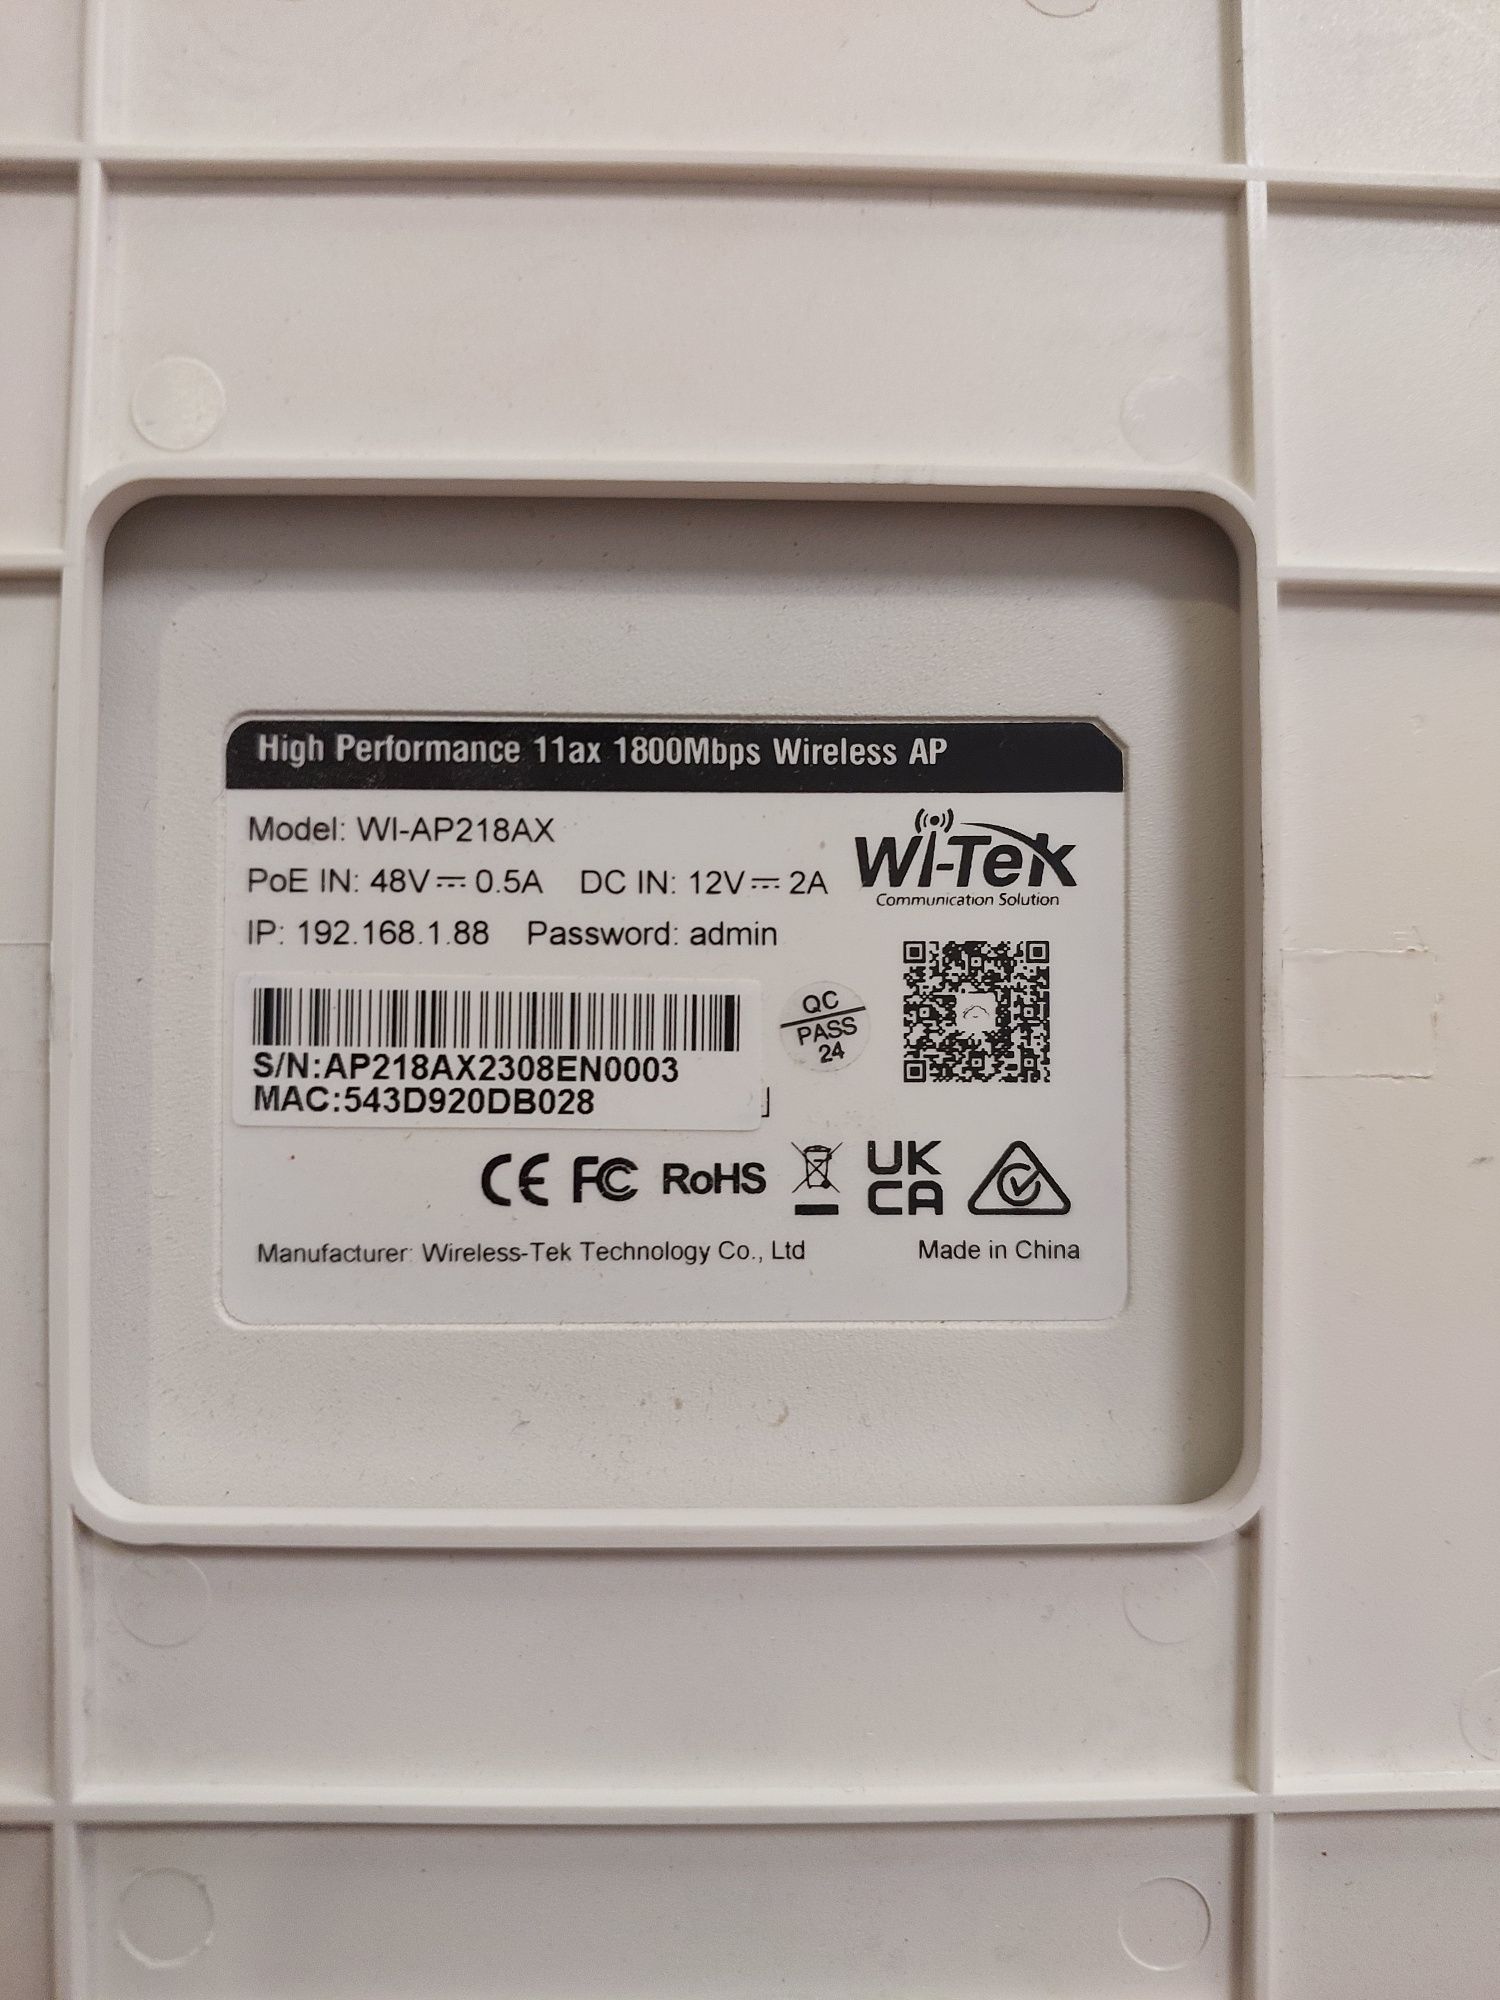 High Performance 11ax 1800Mbps Wireless AP
Model: WI-AP218AX
PoE IN: 48V⎓0.5A DC IN: 12V⎓2A
Wi-Tek
Communication Solution
IP: 192.168.1.88 Password: admin
S/N:AP218AX2308EN0003
MAC:543D920DB028
QC
PASS
24
CE FC RoHS UK
CA
Manufacturer: Wireless-Tek Technology Co., Ltd Made in China